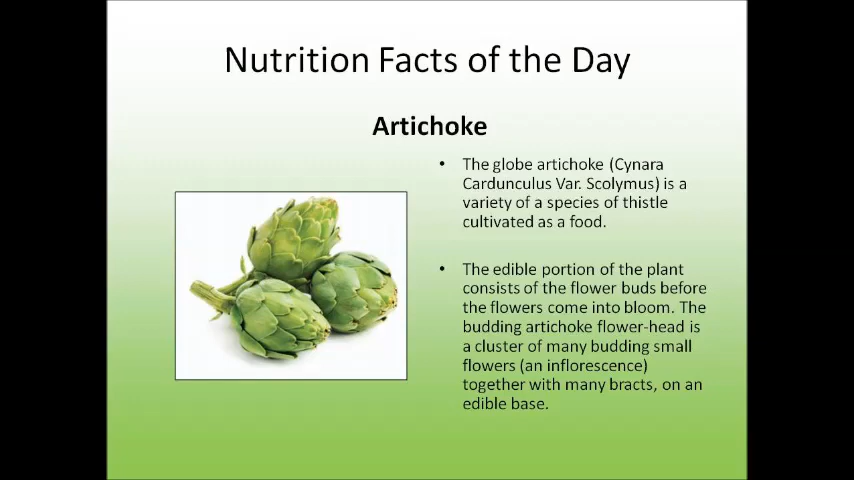 Nutrition Facts of the Day
Artichoke
• The globe artichoke (Cynara
Cardunculus Var. Scolymus) is a
variety of a species of thistle
cultivated as a food.
• The edible portion of the plant
consists of the flower buds before
the flowers come into bloom. The
budding artichoke flower-head is
a cluster of many budding small
flowers (an inflorescence)
together with many bracts, on an
edible base.